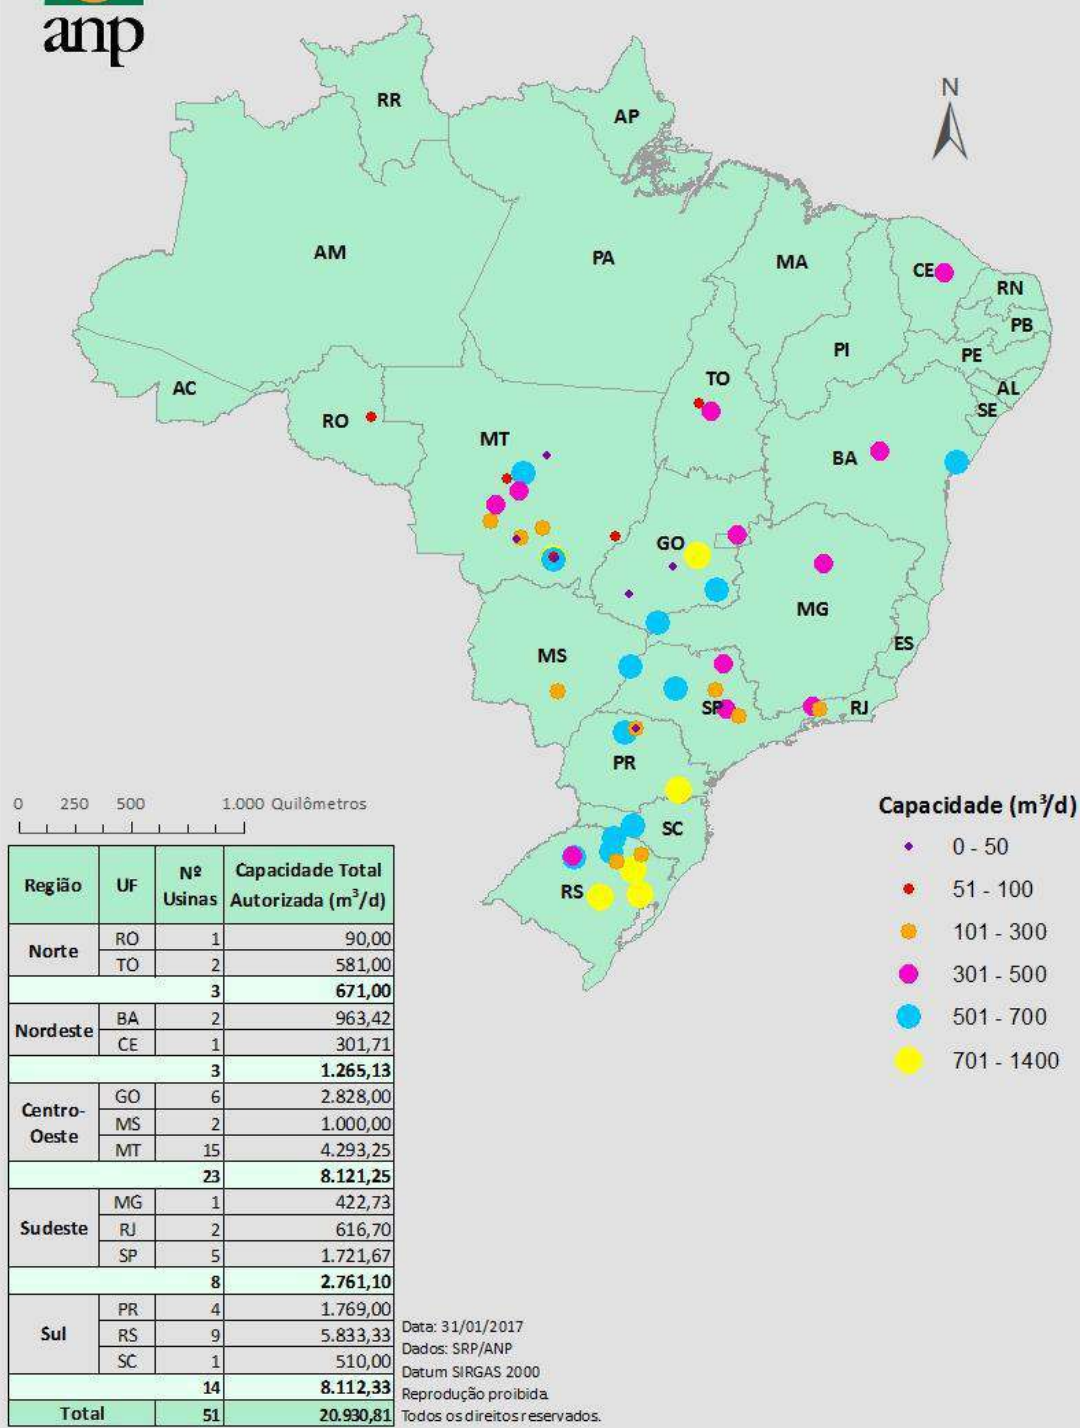 anp
N
RR
AP
AM
PA
MA
CE
RN
PB
PI
PE
AC
TO
AL
SE
RO
MT
BA
GO
MG
ES
MS
SP
RJ
PR
SC
RS
0 250 500 1.000 Quilômetros
Capacidade (m³/d)
0 - 50
51 - 100
101 - 300
301 - 500
501 - 700
701 - 1400
Região UF Nº Usinas Capacidade Total Autorizada (m³/d)
Norte RO 1 90,00
TO 2 581,00
3 671,00
Nordeste BA 2 963,42
CE 1 301,71
3 1.265,13
Centro-Oeste GO 6 2.828,00
MS 2 1.000,00
MT 15 4.293,25
23 8.121,25
Sudeste MG 1 422,73
RJ 2 616,70
SP 5 1.721,67
8 2.761,10
Sul PR 4 1.769,00
RS 9 5.833,33
SC 1 510,00
14 8.112,33
Total 51 20.930,81
Data: 31/01/2017
Dados: SRP/ANP
Datum SIRGAS 2000
Reprodução proibida.
Todos os direitos reservados.